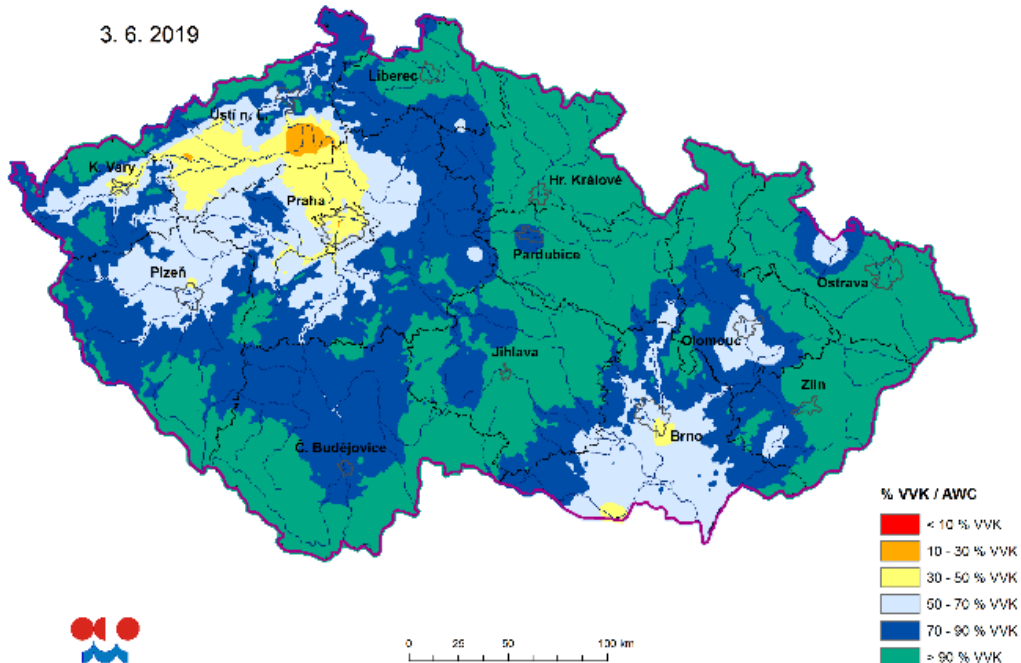 3. 6. 2019
Liberec
Ústí n. L.
K. Vary
Hr. Králové
Praha
Pardubice
Plzeň
Ostrava
Olomouc
Jihlava
Zlín
Brno
Č. Budějovice
% VVK / AWC
< 10 % VVK
10 - 30 % VVK
30 - 50 % VVK
50 - 70 % VVK
70 - 90 % VVK
> 90 % VVK
0 25 50 100 km